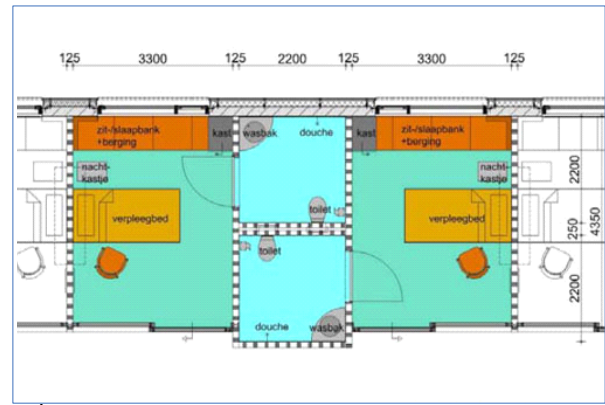 125 3300 125 2200 125 3300 125
zit-/slaapbank
+berging
kast
wasbak
douche
kast
zit-/slaapbank
+berging
nacht-
kastje
nacht-
kastje
verpleegbed
toilet
verpleegbed
toilet
douche
wasbak
2200
250
4350
2200